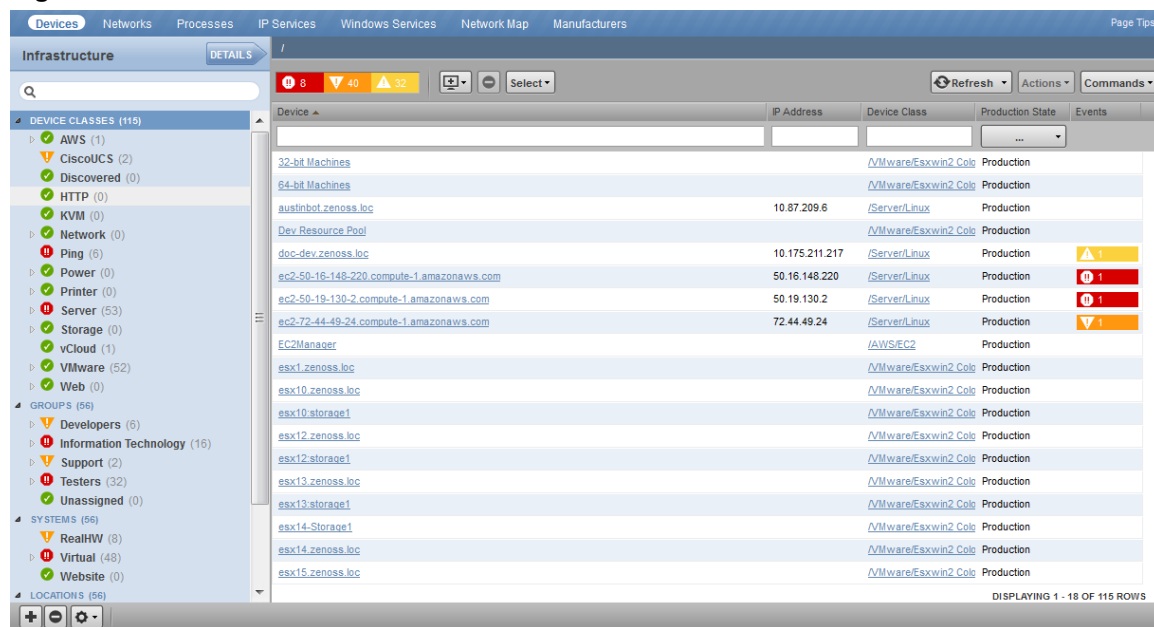 Devices Networks Processes IP Services Windows Services Network Map Manufacturers Page Tips
Infrastructure DETAILS /
8 40 32 Select Refresh Actions Commands
DEVICE CLASSES (115)
AWS (1)
CiscoUCS (2)
Discovered (0)
HTTP (0)
KVM (0)
Network (0)
Ping (6)
Power (0)
Printer (0)
Server (53)
Storage (0)
vCloud (1)
VMware (52)
Web (0)
GROUPS (56)
Developers (6)
Information Technology (16)
Support (2)
Testers (32)
Unassigned (0)
SYSTEMS (56)
RealHW (8)
Virtual (48)
Website (0)
LOCATIONS (56)
Device IP Address Device Class Production State Events
...
32-bit Machines /VMware/Esxwin2 Colo Production
64-bit Machines /VMware/Esxwin2 Colo Production
austinbot.zenoss.loc 10.87.209.6 /Server/Linux Production
Dev Resource Pool /VMware/Esxwin2 Colo Production
doc-dev.zenoss.loc 10.175.211.217 /Server/Linux Production 1
ec2-50-16-148-220.compute-1.amazonaws.com 50.16.148.220 /Server/Linux Production 1
ec2-50-19-130-2.compute-1.amazonaws.com 50.19.130.2 /Server/Linux Production 1
ec2-72-44-49-24.compute-1.amazonaws.com 72.44.49.24 /Server/Linux Production 1
EC2Manager /AWS/EC2 Production
esx1.zenoss.loc /VMware/Esxwin2 Colo Production
esx10.zenoss.loc /VMware/Esxwin2 Colo Production
esx10:storage1 /VMware/Esxwin2 Colo Production
esx12.zenoss.loc /VMware/Esxwin2 Colo Production
esx12:storage1 /VMware/Esxwin2 Colo Production
esx13.zenoss.loc /VMware/Esxwin2 Colo Production
esx13:storage1 /VMware/Esxwin2 Colo Production
esx14-Storage1 /VMware/Esxwin2 Colo Production
esx14.zenoss.loc /VMware/Esxwin2 Colo Production
esx15.zenoss.loc /VMware/Esxwin2 Colo Production
DISPLAYING 1 - 18 OF 115 ROWS